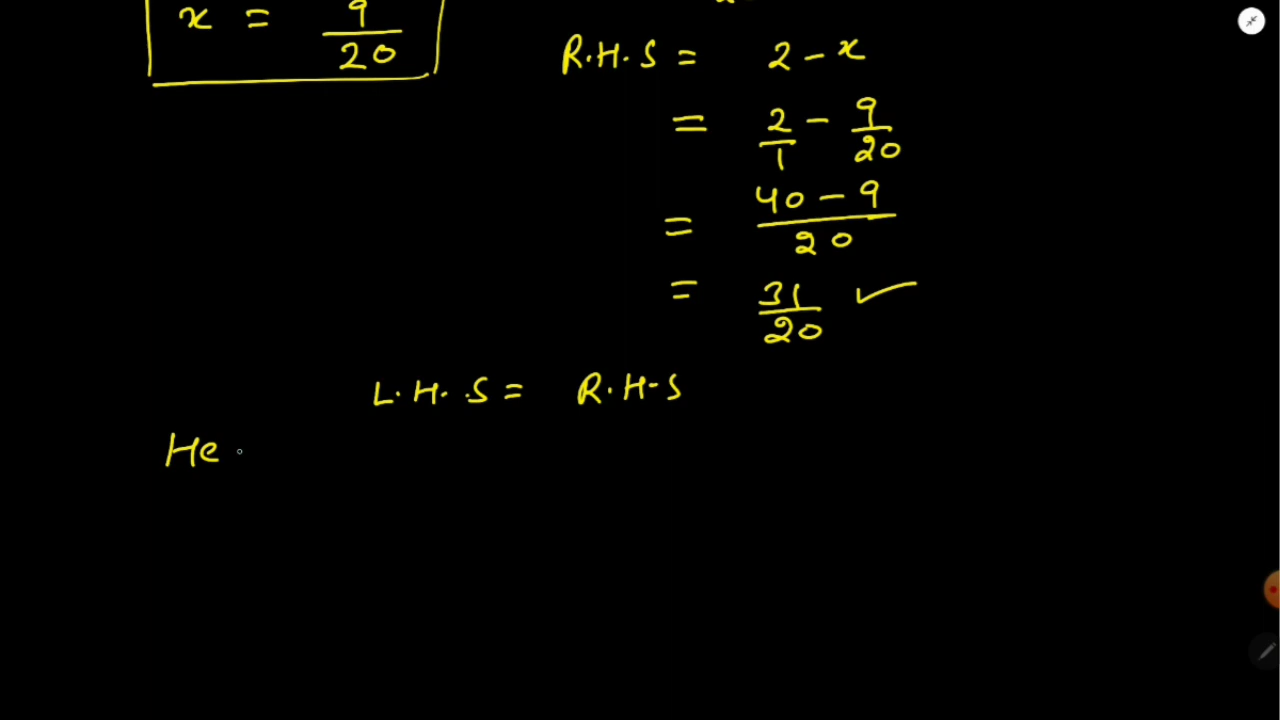 x = 9/20
R.H.S = 2 - x
= 2/1 - 9/20
= 40 - 9/20
= 31/20 ✓
L.H.S = R.H-S
He